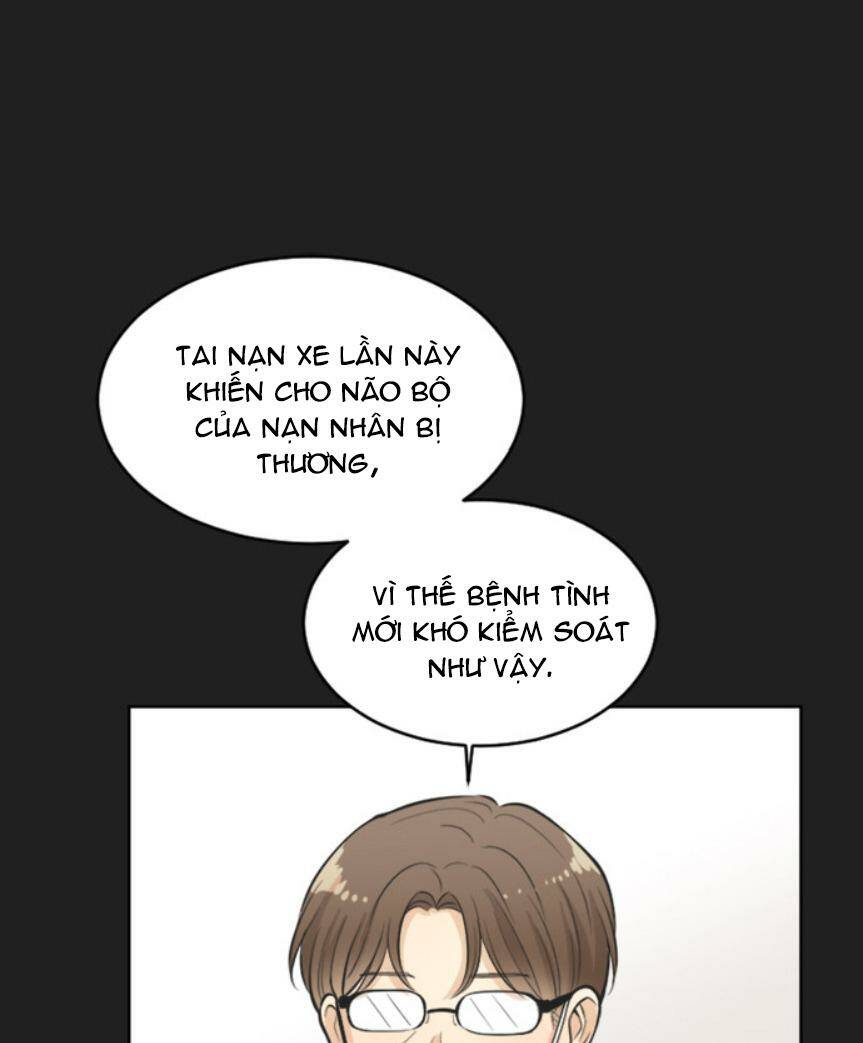 TAI NẠN XE LẦN NÀY
KHIẾN CHO NÃO BỘ
CỦA NẠN NHÂN BỊ
THƯƠNG,
VÌ THẾ BỆNH TÌNH
MỚI KHÓ KIỂM SOÁT
NHƯ VẬY.